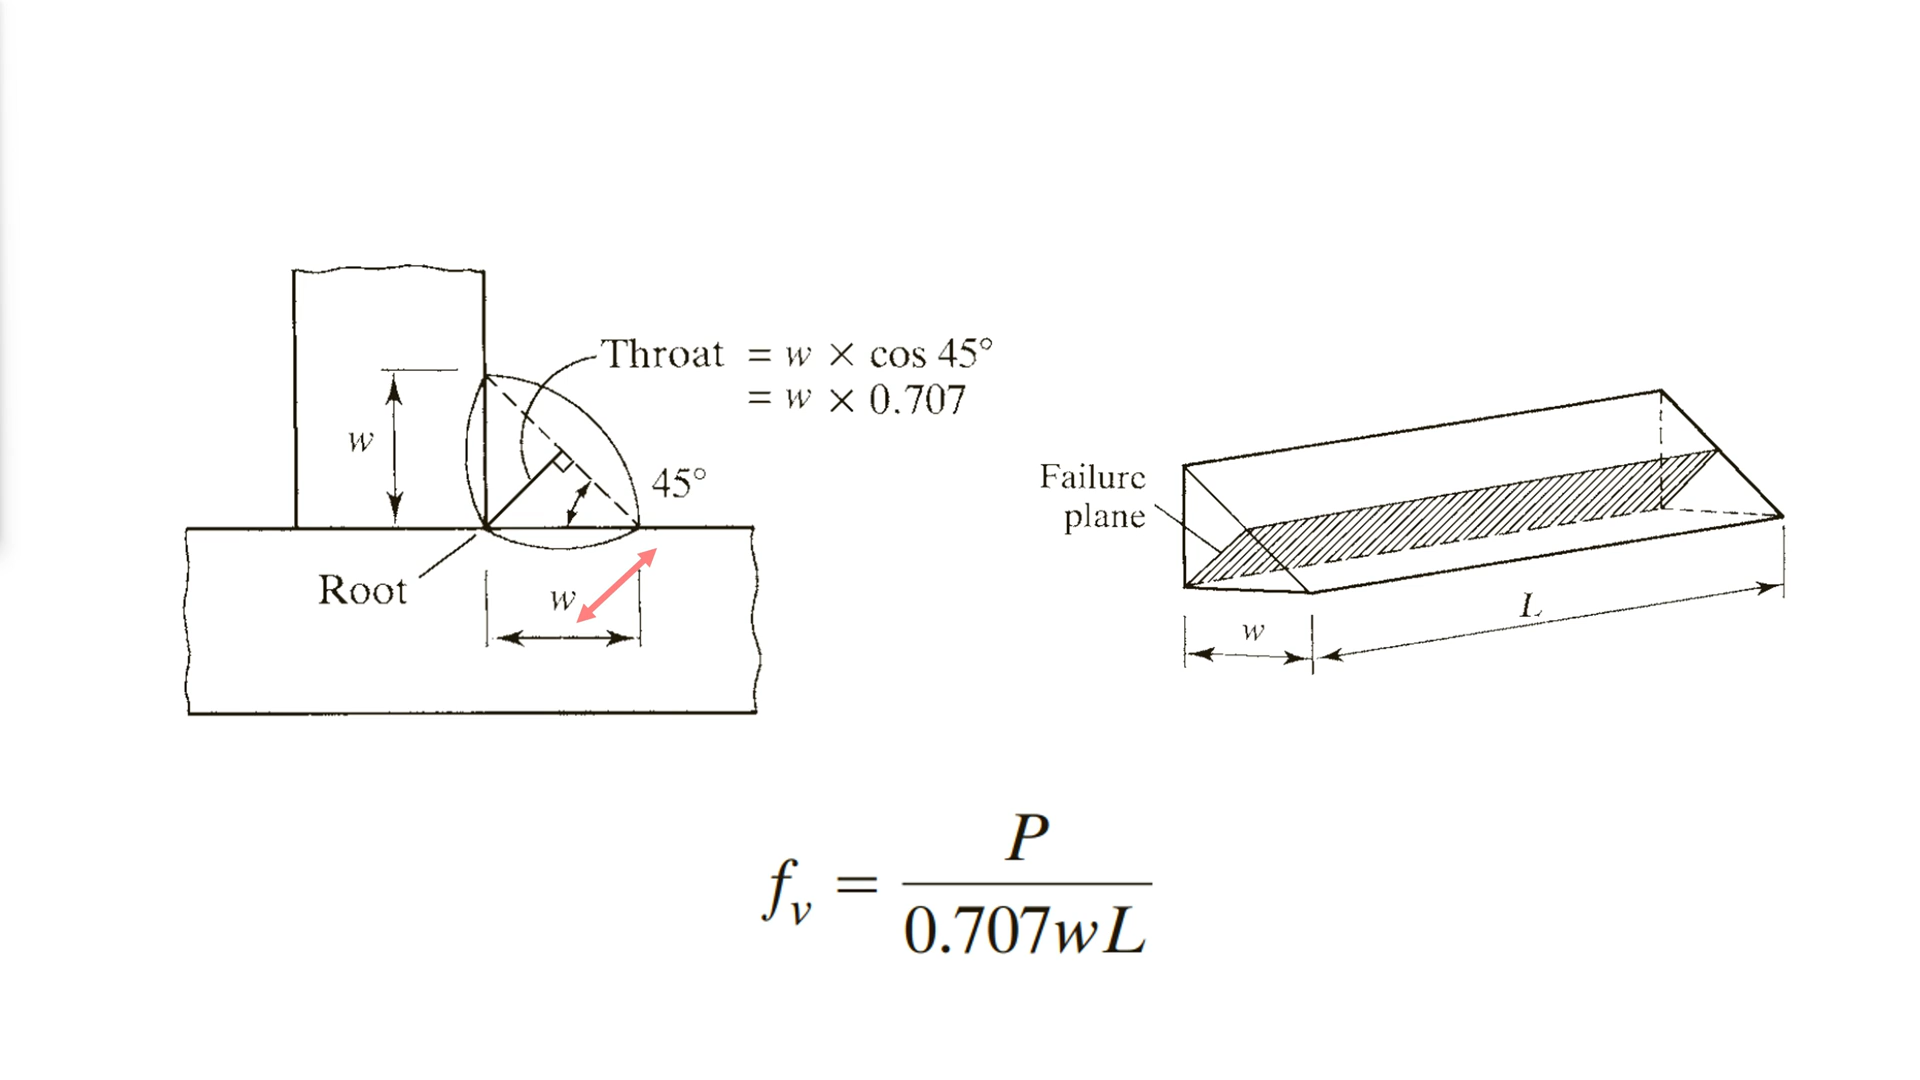 Throat = w × cos 45°
= w × 0.707
w
45°
Root
w
Failure
plane
w
L
f_v = P / 0.707wL